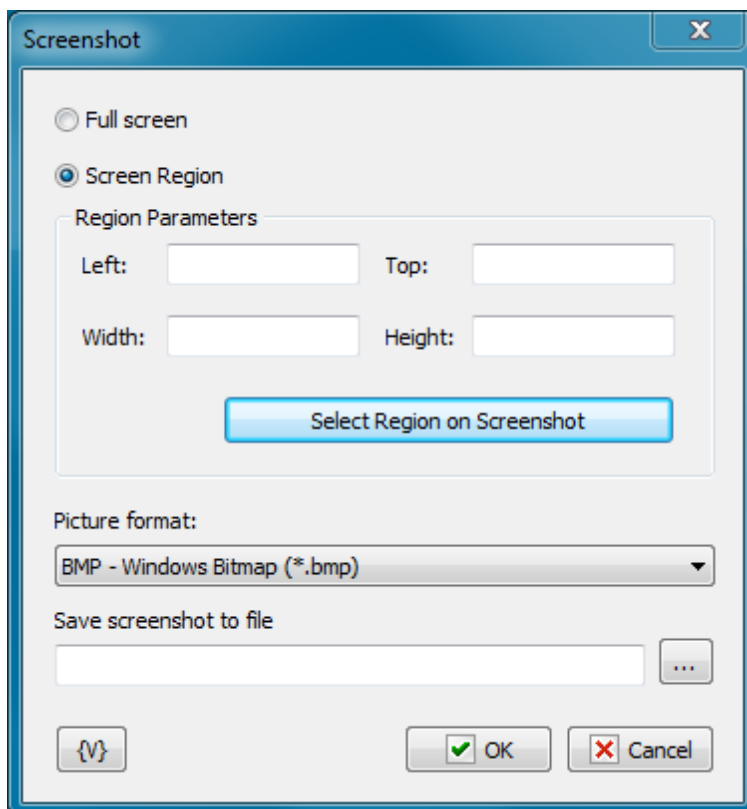 Screenshot
Full screen
Screen Region
Region Parameters
Left: Top:
Width: Height:
Select Region on Screenshot
Picture format:
BMP - Windows Bitmap (*.bmp)
Save screenshot to file
...
{V} OK Cancel